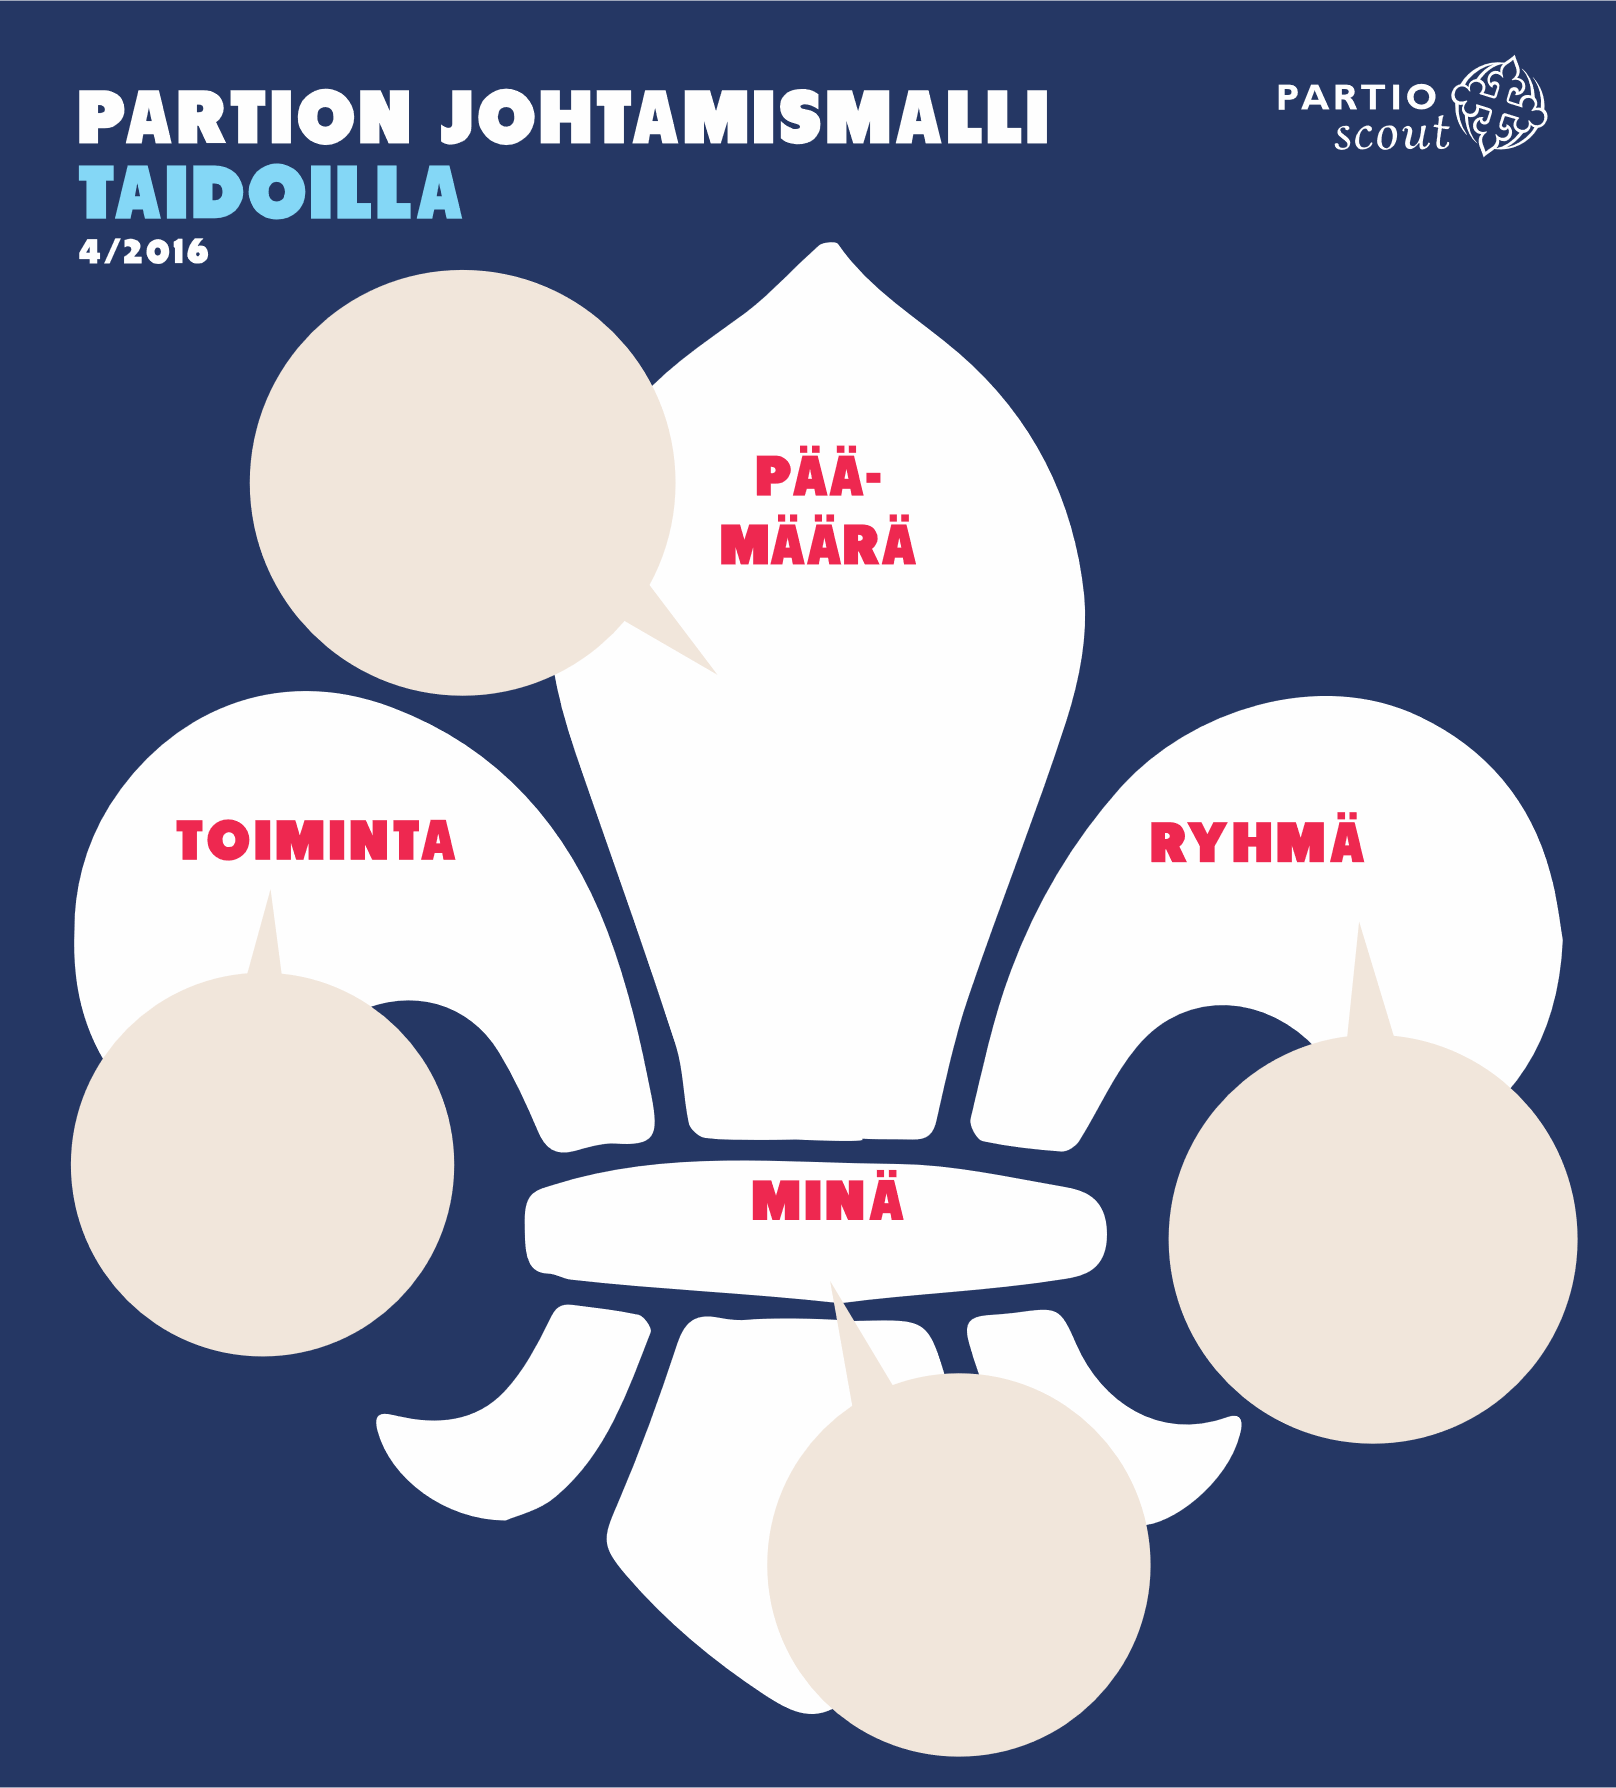 PARTION JOHTAMISMALLI
TAIDOILLA
4/2016
PARTIO
scout
PÄÄ-
MÄÄRÄ
TOIMINTA
RYHMÄ
MINÄ